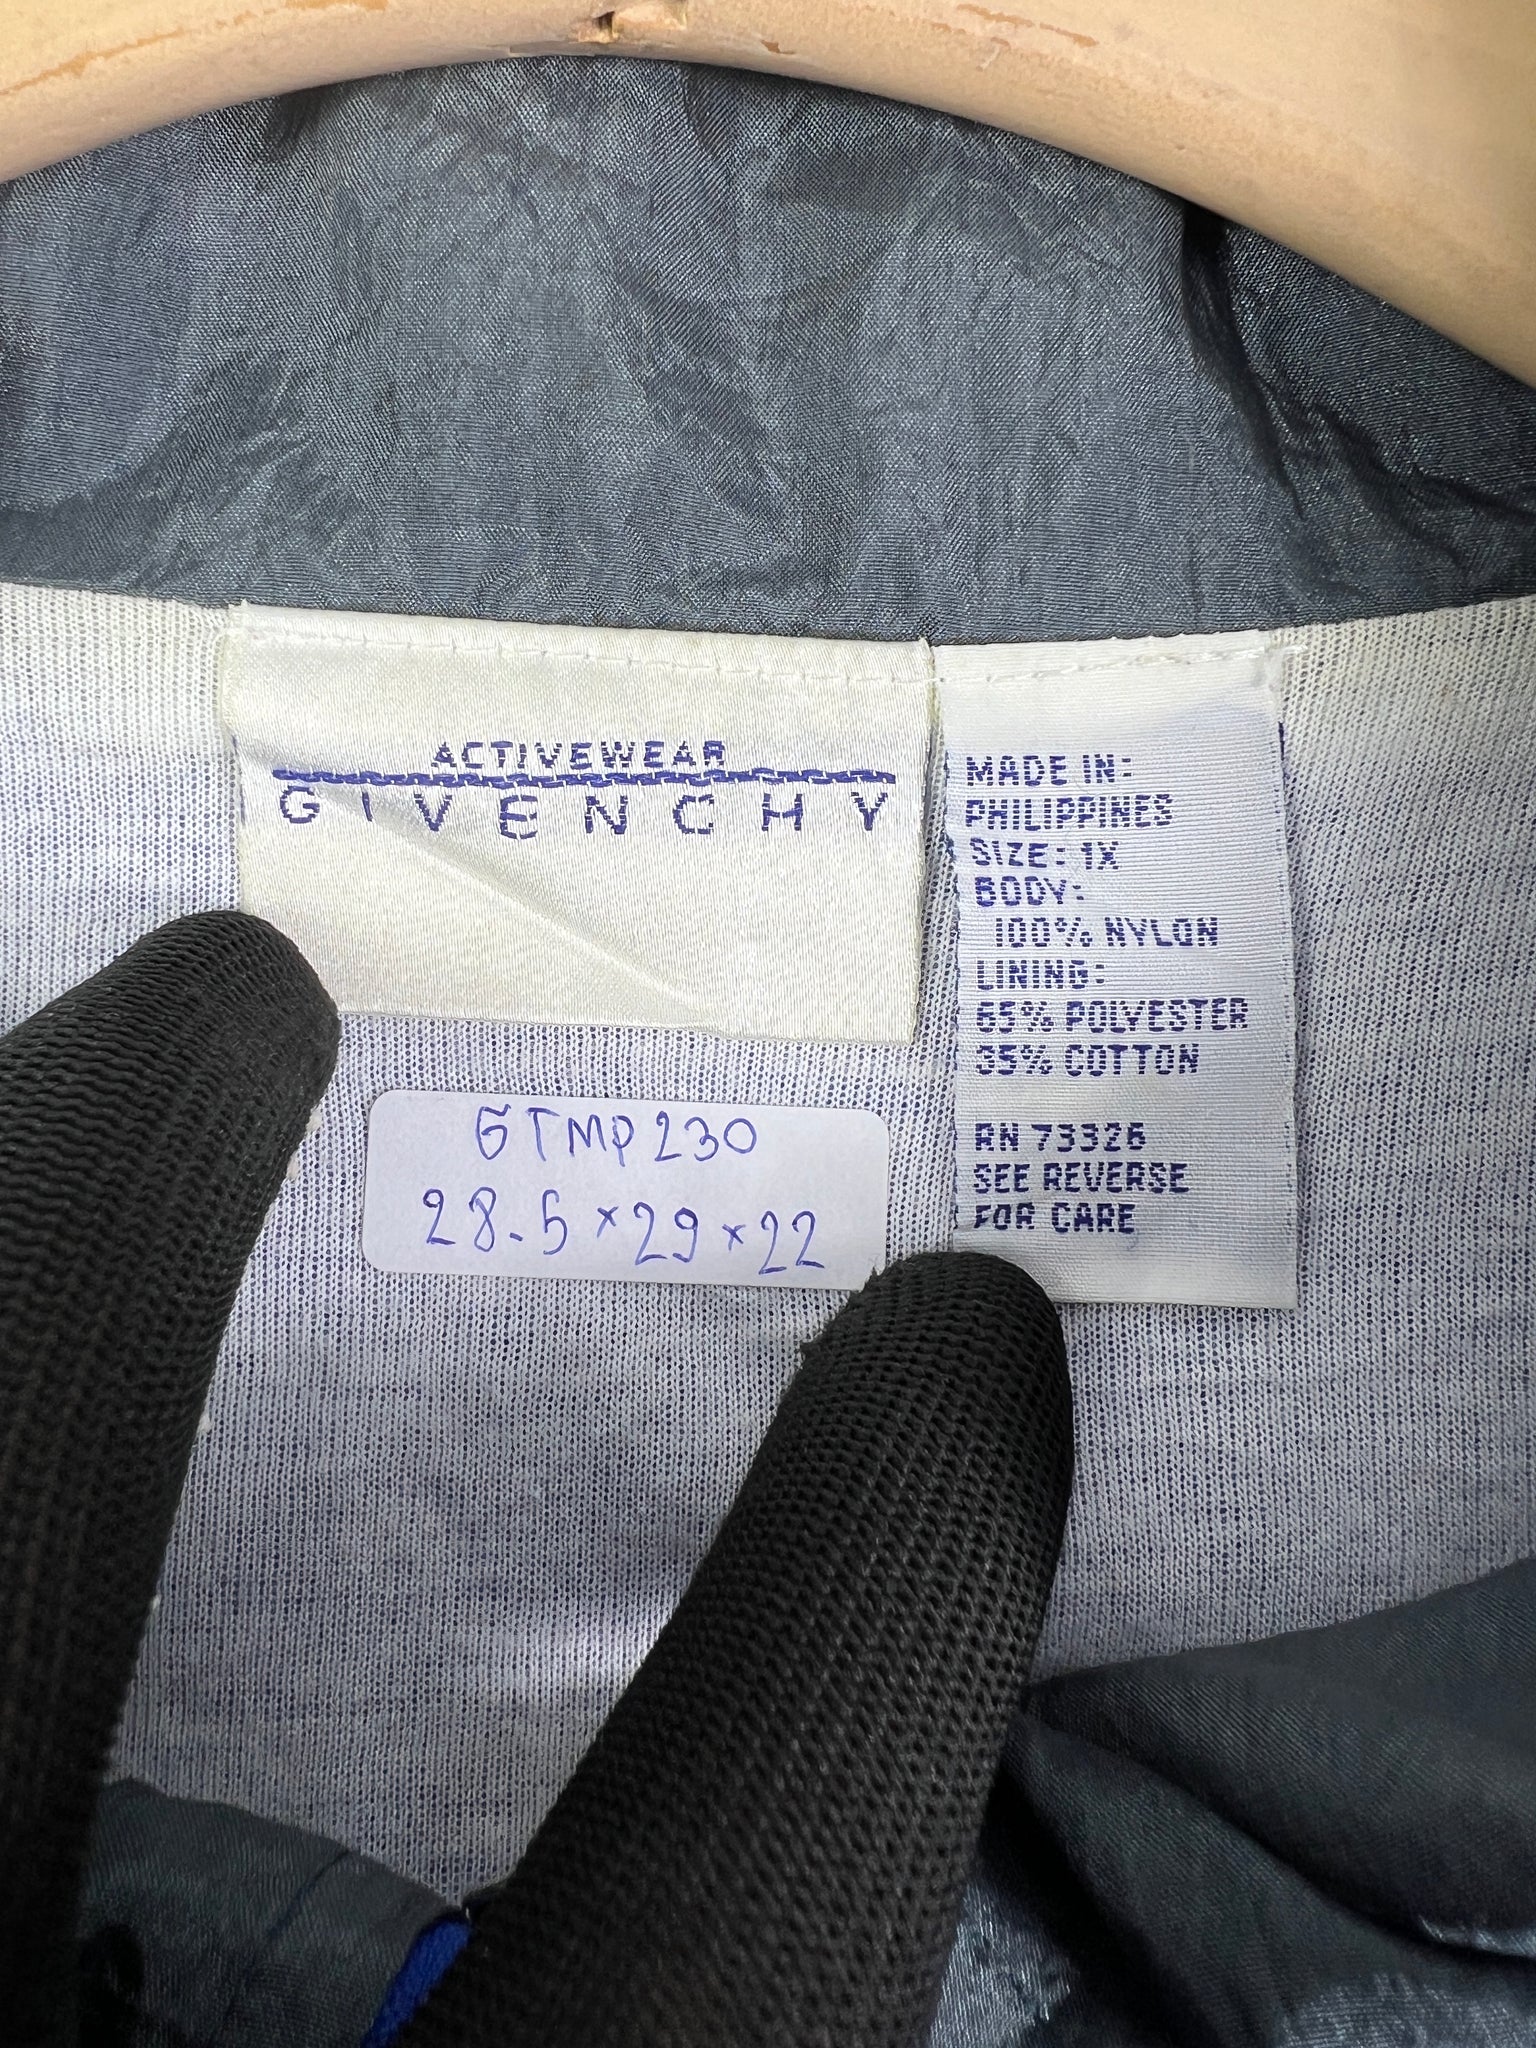 ACTIVEWEAR
GIVENCHY
MADE IN:
PHILIPPINES
SIZE: 1X
BODY:
100% NYLON
LINING:
65% POLYESTER
35% COTTON
RN 73326
SEE REVERSE
FOR CARE
GTMP230
28.5×29×22